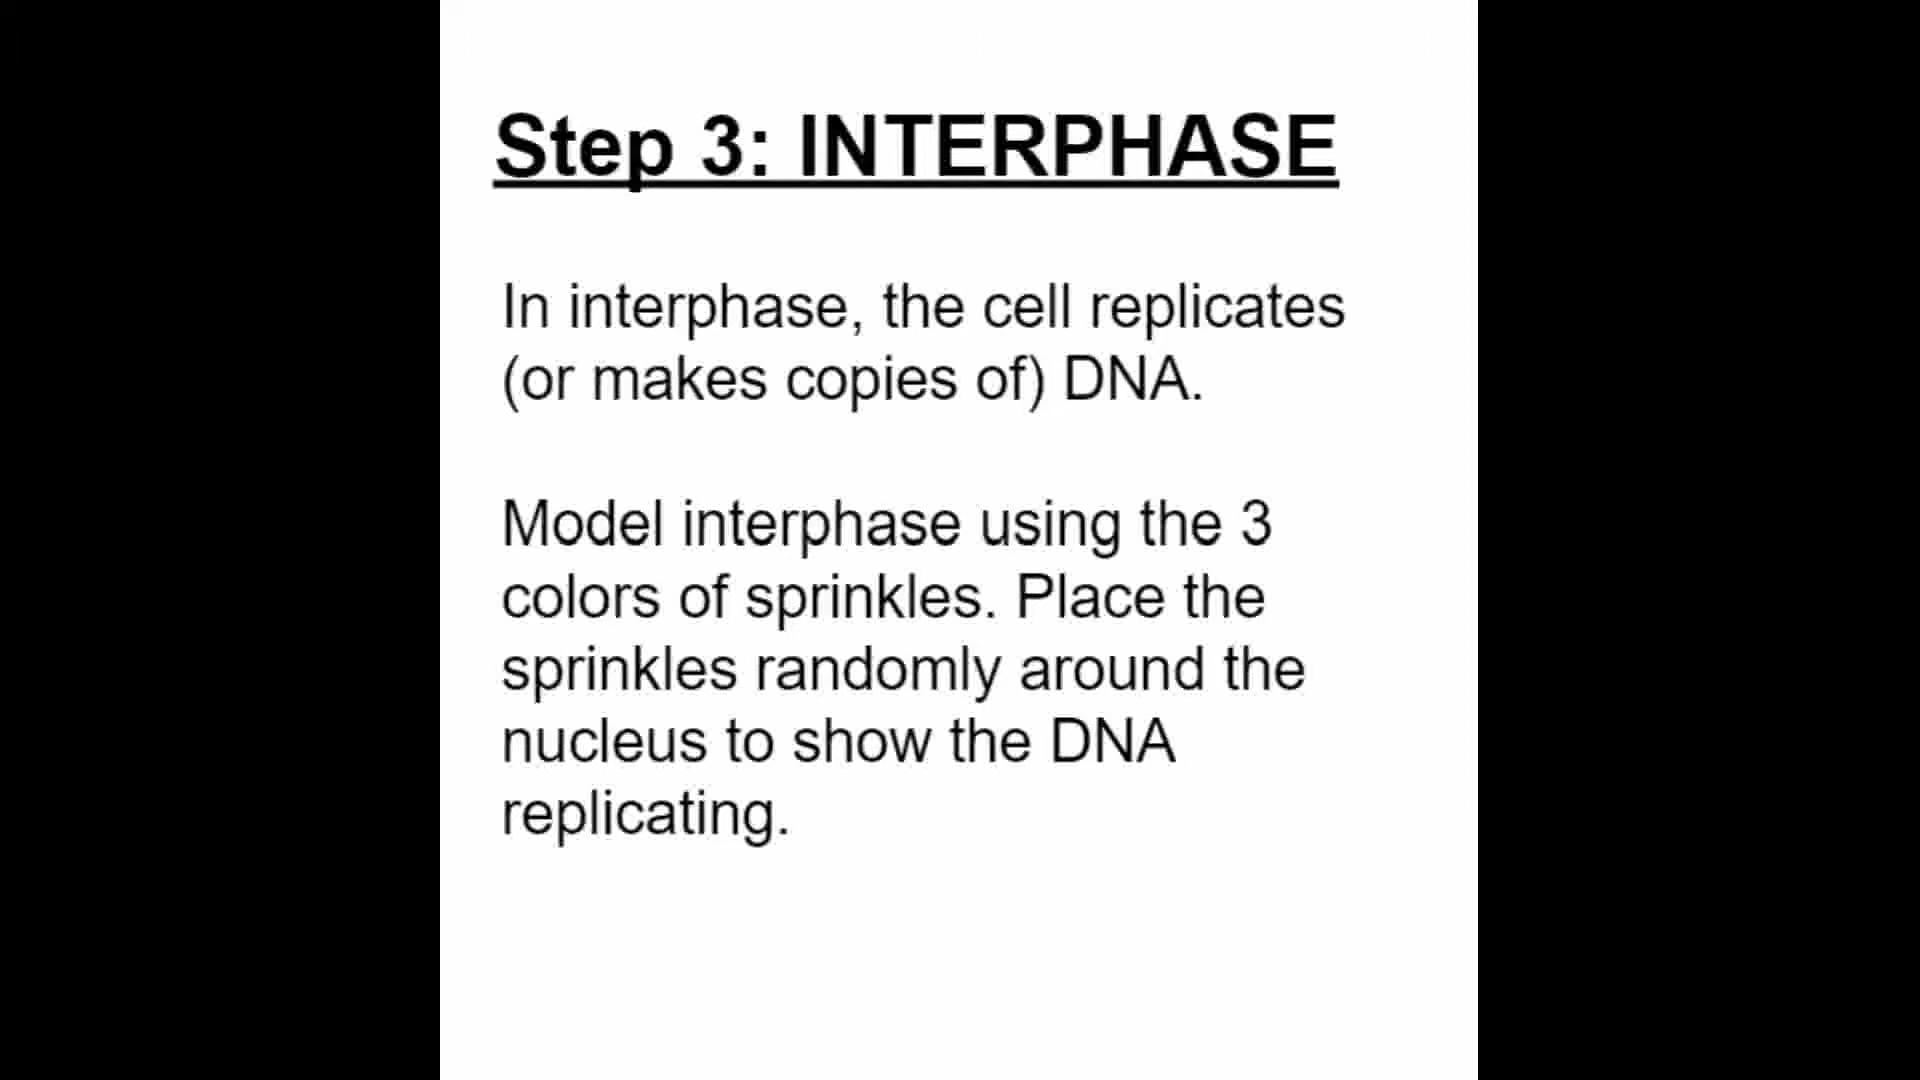 Step 3: INTERPHASE
In interphase, the cell replicates
(or makes copies of) DNA.
Model interphase using the 3
colors of sprinkles. Place the
sprinkles randomly around the
nucleus to show the DNA
replicating.